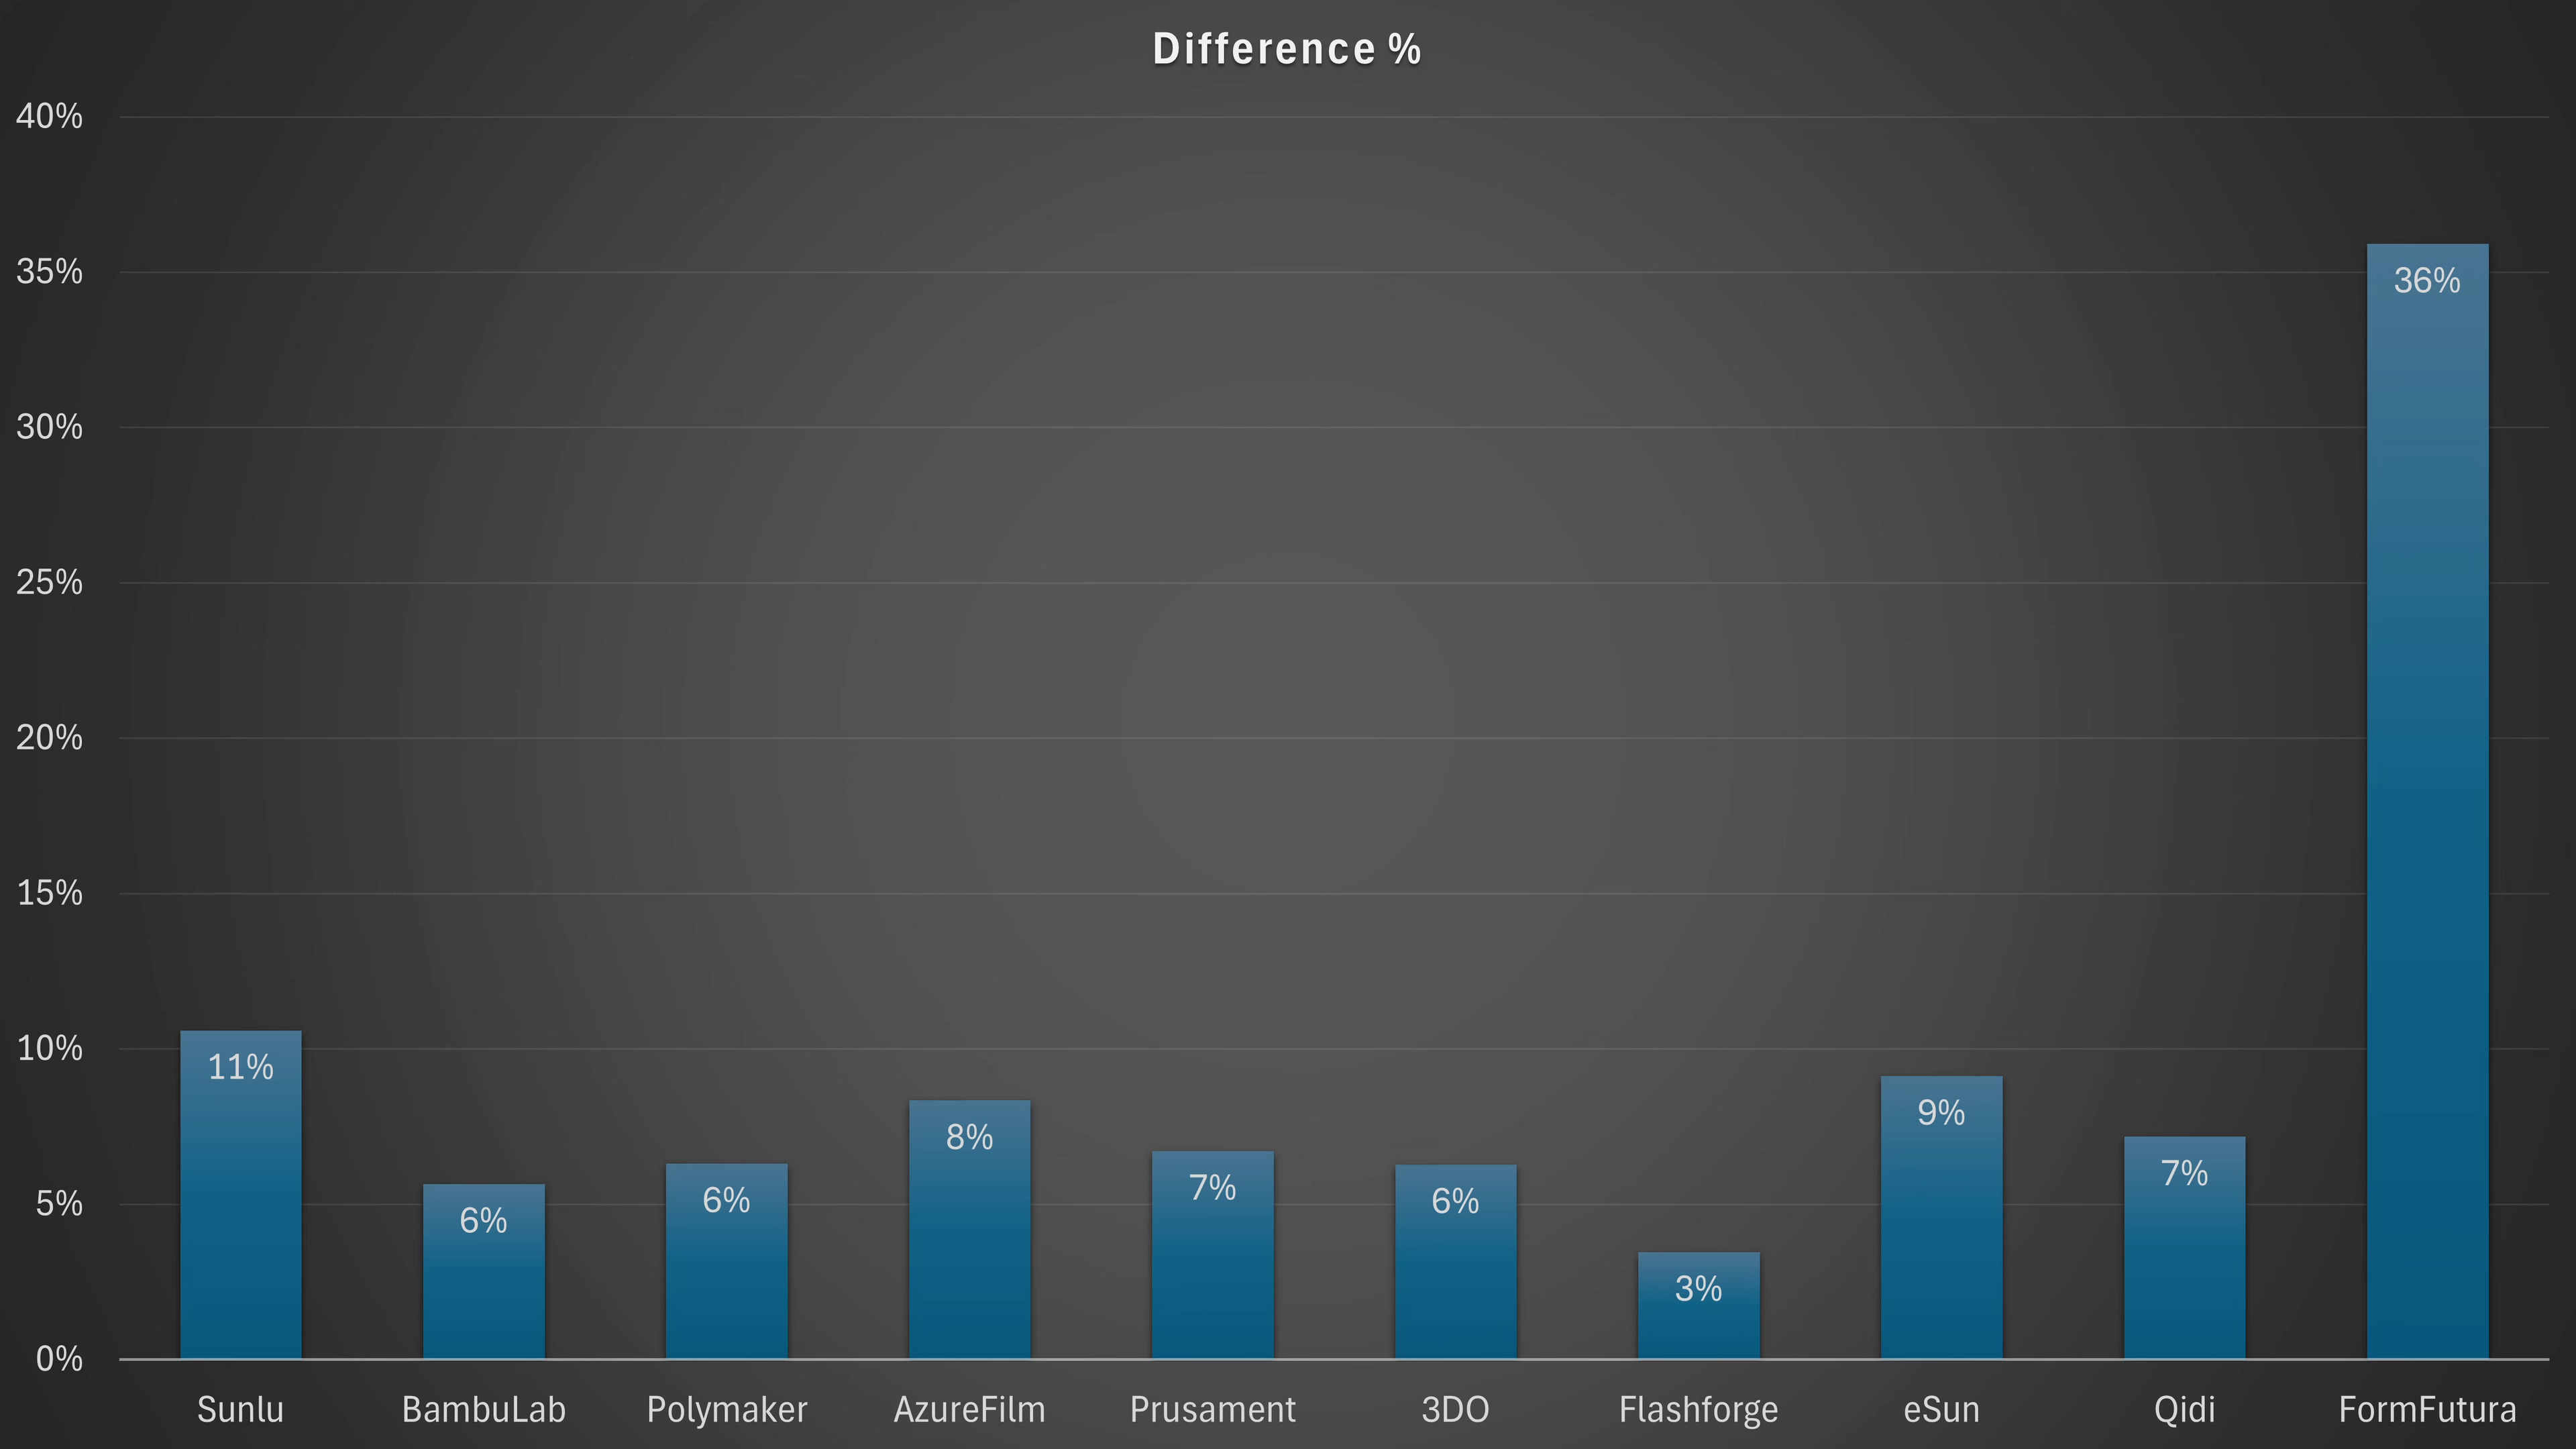 Difference %
40%
35%
30%
25%
20%
15%
10%
5%
0%
11%
6%
6%
8%
7%
6%
3%
9%
7%
36%
Sunlu
BambuLab
Polymaker
AzureFilm
Prusament
3DO
Flashforge
eSun
Qidi
FormFutura